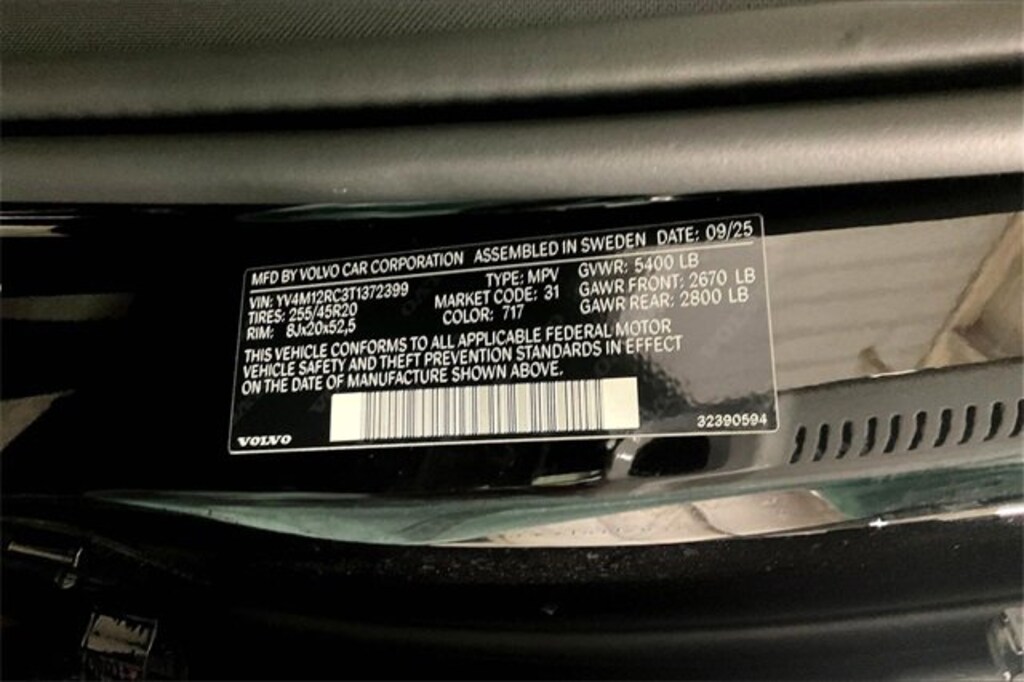 MFD BY VOLVO CAR CORPORATION ASSEMBLED IN SWEDEN DATE: 09/25
VIN: YV4M12RC3T1372399 TYPE: MPV GVWR: 5400 LB
TIRES: 255/45R20 MARKET CODE: 31 GAWR FRONT: 2670 LB
RIM: 8Jx20x52,5 COLOR: 717 GAWR REAR: 2800 LB
THIS VEHICLE CONFORMS TO ALL APPLICABLE FEDERAL MOTOR
VEHICLE SAFETY AND THEFT PREVENTION STANDARDS IN EFFECT
ON THE DATE OF MANUFACTURE SHOWN ABOVE.
VOLVO 32390594